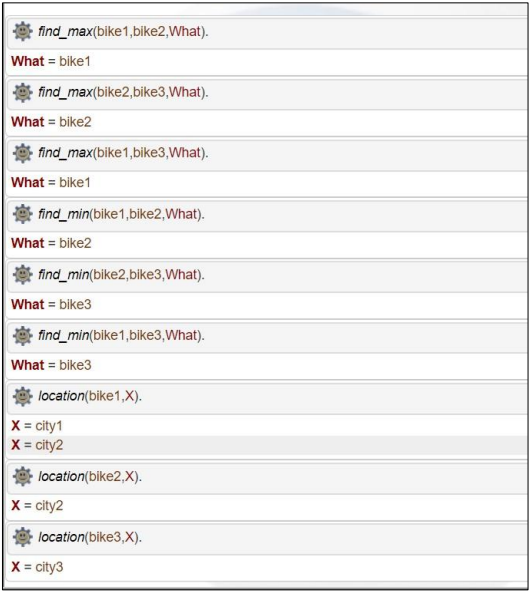 find_max(bike1,bike2,What).
What = bike1
find_max(bike2,bike3,What).
What = bike2
find_max(bike1,bike3,What).
What = bike1
find_min(bike1,bike2,What).
What = bike2
find_min(bike2,bike3,What).
What = bike3
find_min(bike1,bike3,What).
What = bike3
location(bike1,X).
X = city1
X = city2
location(bike2,X).
X = city2
location(bike3,X).
X = city3